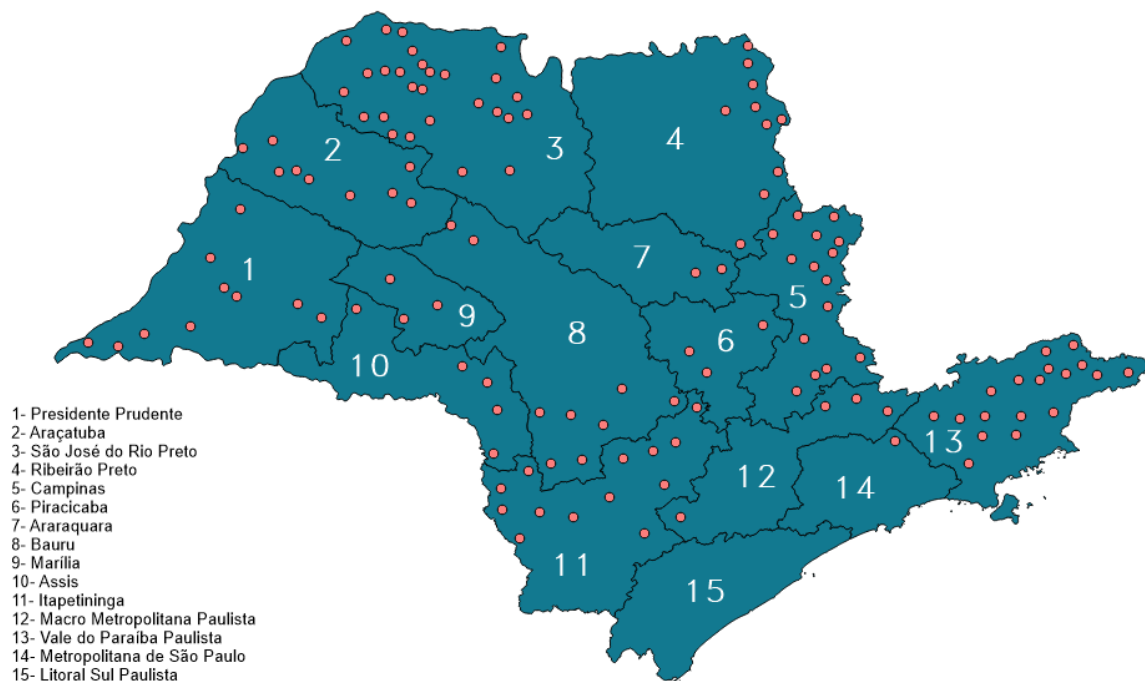 3
2
4
7
1
5
9
8
6
10
13
12
14
11
15
1- Presidente Prudente
2- Araçatuba
3- São José do Rio Preto
4- Ribeirão Preto
5- Campinas
6- Piracicaba
7- Araraquara
8- Bauru
9- Marília
10- Assis
11- Itapetininga
12- Macro Metropolitana Paulista
13- Vale do Paraíba Paulista
14- Metropolitana de São Paulo
15- Litoral Sul Paulista